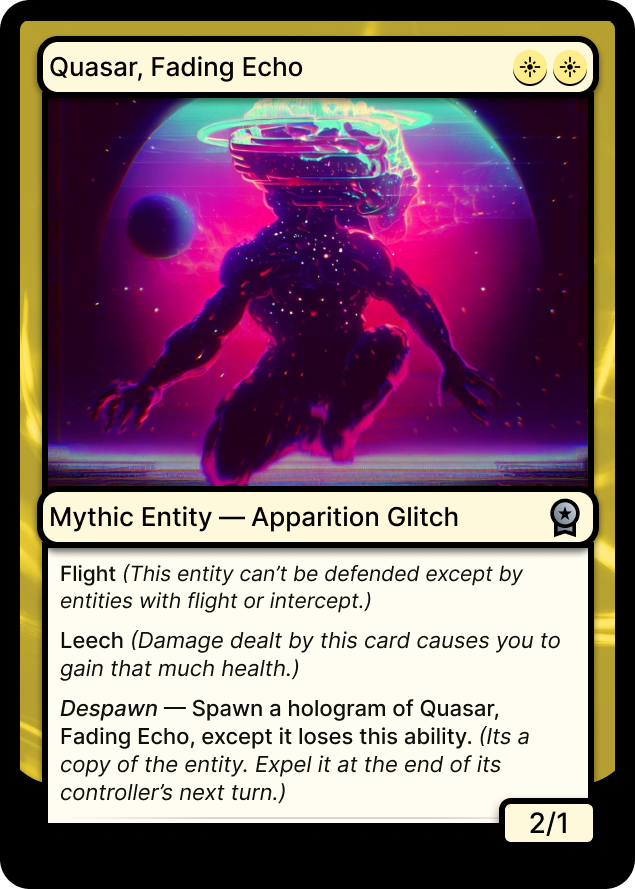 Quasar, Fading Echo
Mythic Entity — Apparition Glitch
Flight (This entity can’t be defended except by
entities with flight or intercept.)
Leech (Damage dealt by this card causes you to
gain that much health.)
Despawn — Spawn a hologram of Quasar,
Fading Echo, except it loses this ability. (Its a
copy of the entity. Expel it at the end of its
controller’s next turn.)
2/1